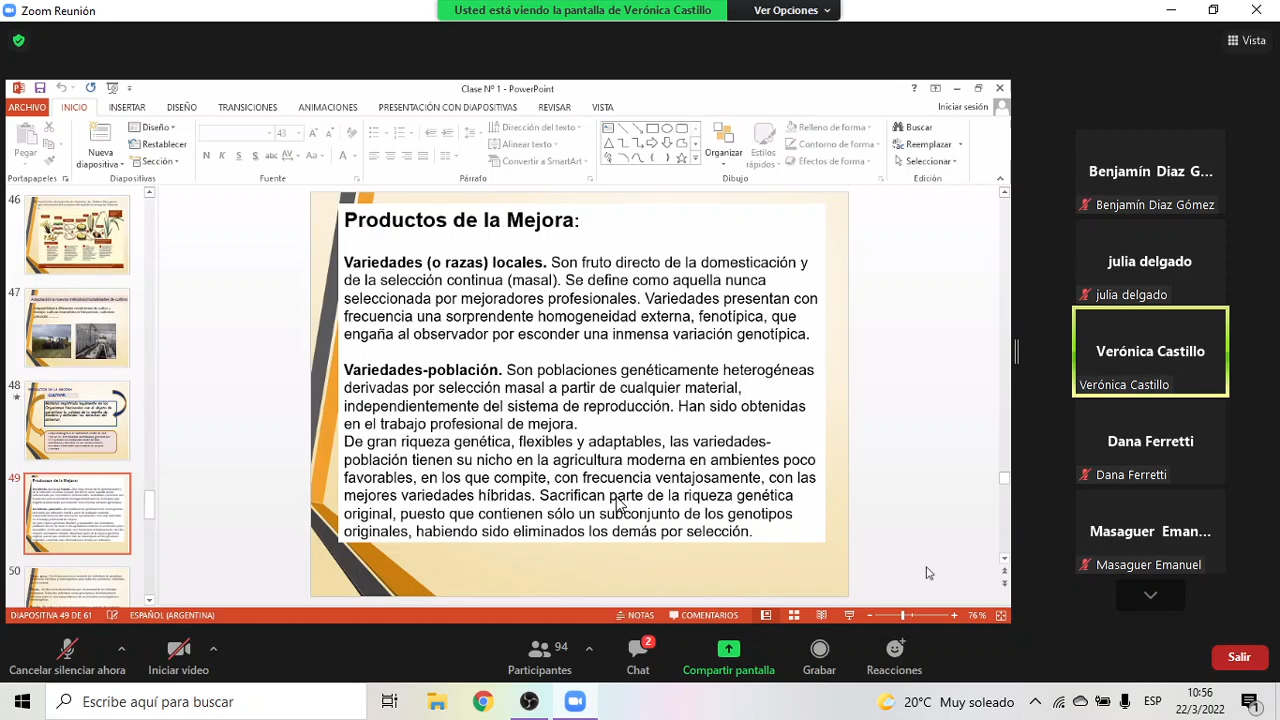 Zoom Reunión
Usted está viendo la pantalla de Verónica Castillo
Ver Opciones
Vista
Clase Nº 1 - PowerPoint
ARCHIVO INICIO INSERTAR DISEÑO TRANSICIONES ANIMACIONES PRESENTACIÓN CON DIAPOSITIVAS REVISAR VISTA
Iniciar sesión
Pegar
Nueva diapositiva
Diseño
Restablecer
Sección
43
N K S S abc AV Aa A
Dirección del texto
Alinear texto
Convertir a SmartArt
Organizar
Estilos rápidos
Relleno de forma
Contorno de forma
Efectos de forma
Buscar
Reemplazar
Seleccionar
Portapapeles Diapositivas Fuente Párrafo Dibujo Edición
46
47
48
49
50
Productos de la Mejora:
Variedades (o razas) locales. Son fruto directo de la domesticación y
de la selección continua (masal). Se define como aquella nunca
seleccionada por mejoradores profesionales. Variedades presentan con
frecuencia una sorprendente homogeneidad externa, fenotípica, que
engaña al observador por esconder una inmensa variación genotípica.
Variedades-población. Son poblaciones genéticamente heterogéneas
derivadas por selección masal a partir de cualquier material,
independientemente del sistema de reproducción. Han sido obtenidas
en el trabajo profesional de mejora.
De gran riqueza genética, flexibles y adaptables, las variedades-
población tienen su nicho en la agricultura moderna en ambientes poco
favorables, en los que compite, con frecuencia ventajosamente, con las
mejores variedades híbridas. Sacrifican parte de la riqueza genética
original, puesto que contienen sólo un subconjunto de los genotipos
originales, habiendo sido eliminados los demás por selección.
DIAPOSITIVA 49 DE 61
ESPAÑOL (ARGENTINA)
NOTAS
COMENTARIOS
76 %
Benjamín Diaz G...
Benjamín Diaz Gómez
julia delgado
julia delgado
Verónica Castillo
Verónica Castillo
Dana Ferretti
Dana Ferretti
Masaguer Eman...
Masaguer Emanuel
Cancelar silenciar ahora
Iniciar video
94
Participantes
2
Chat
Compartir pantalla
Grabar
Reacciones
Salir
Escribe aquí para buscar
20°C Muy soleado
ESP
10:56
22/3/2022
1